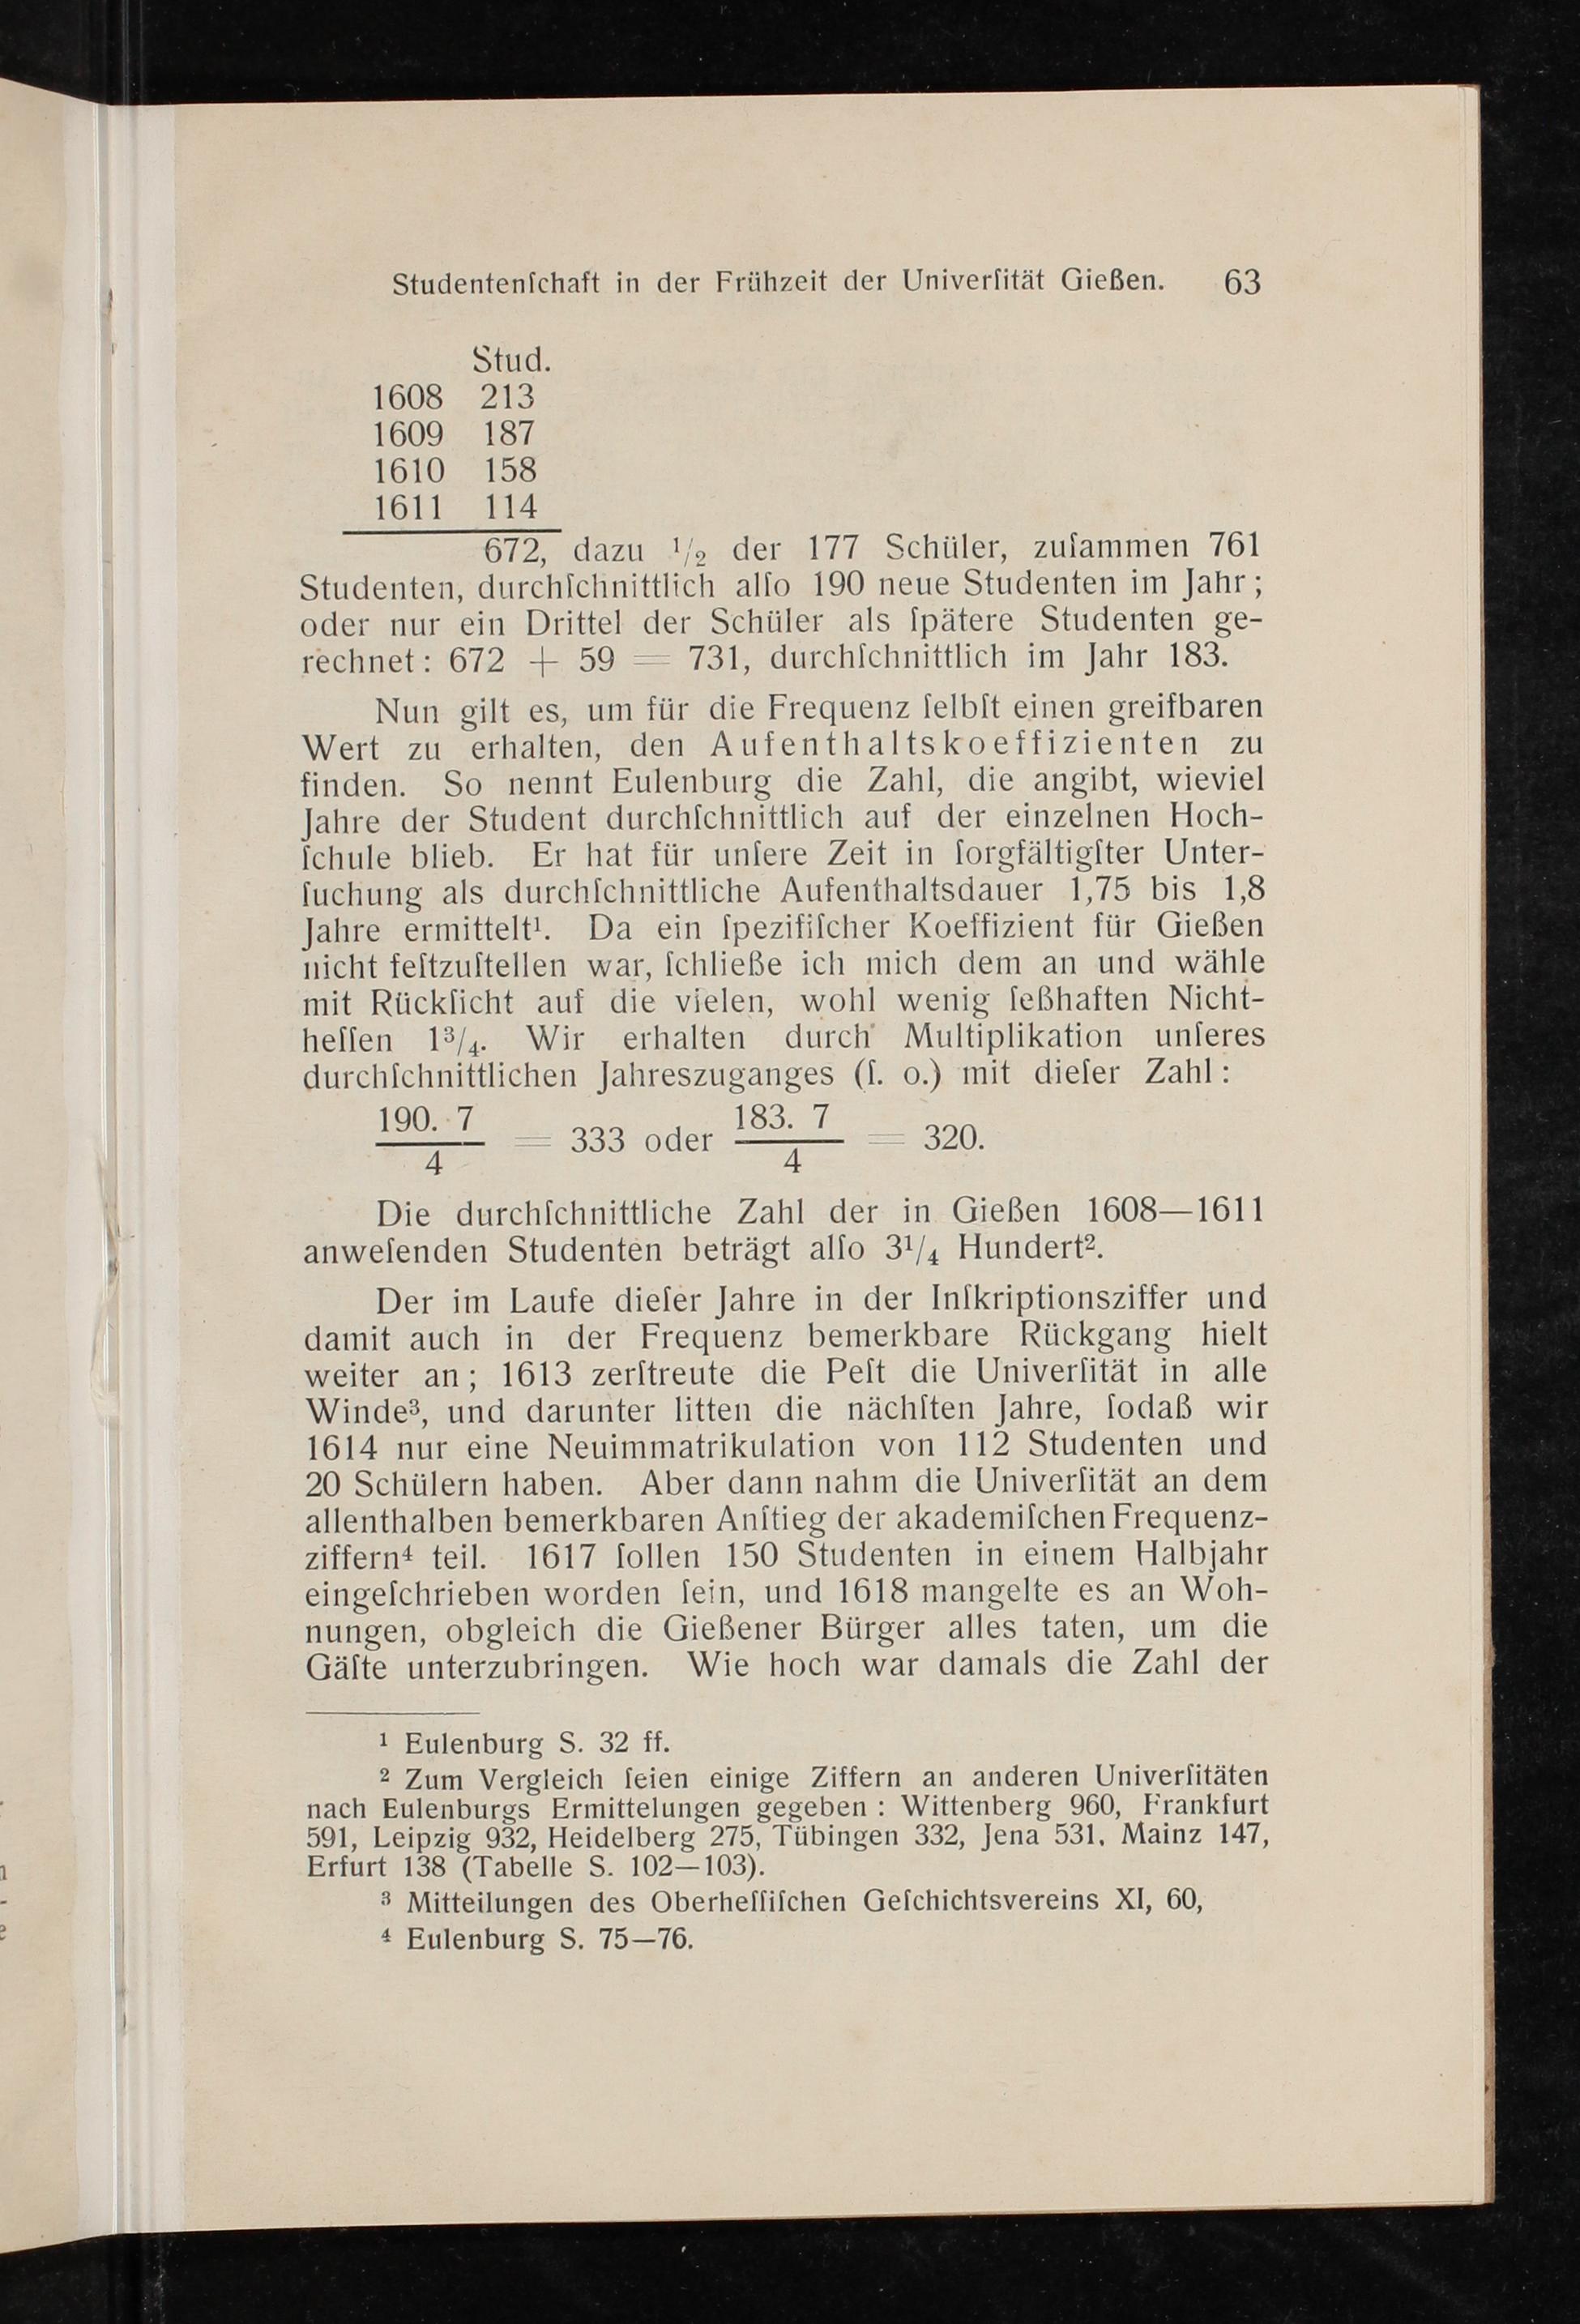 Studentenſchaft in der Frühzeit der Univerſität Gießen. 63
Stud.
1608 213
1609 187
1610 158
1611 114
672, dazu ¹/₂ der 177 Schüler, zuſammen 761
Studenten, durchſchnittlich alſo 190 neue Studenten im Jahr;
oder nur ein Drittel der Schüler als ſpätere Studenten ge-
rechnet: 672 + 59 = 731, durchſchnittlich im Jahr 183.
Nun gilt es, um für die Frequenz ſelbſt einen greifbaren
Wert zu erhalten, den Aufenthaltskoeffizienten zu
finden. So nennt Eulenburg die Zahl, die angibt, wieviel
Jahre der Student durchſchnittlich auf der einzelnen Hoch-
ſchule blieb. Er hat für unſere Zeit in ſorgfältigſter Unter-
ſuchung als durchſchnittliche Aufenthaltsdauer 1,75 bis 1,8
Jahre ermittelt¹. Da ein ſpezifiſcher Koeffizient für Gießen
nicht feſtzuſtellen war, ſchließe ich mich dem an und wähle
mit Rückſicht auf die vielen, wohl wenig ſeßhaften Nicht-
heſſen 1³/₄. Wir erhalten durch Multiplikation unſeres
durchſchnittlichen Jahreszuganges (ſ. o.) mit dieſer Zahl:
190. 7 183. 7
= 333 oder = 320.
4 4
Die durchſchnittliche Zahl der in Gießen 1608—1611
anweſenden Studenten beträgt alſo 3¹/₄ Hundert².
Der im Laufe dieſer Jahre in der Inſkriptionsziffer und
damit auch in der Frequenz bemerkbare Rückgang hielt
weiter an; 1613 zerſtreute die Peſt die Univerſität in alle
Winde³, und darunter litten die nächſten Jahre, ſodaß wir
1614 nur eine Neuimmatrikulation von 112 Studenten und
20 Schülern haben. Aber dann nahm die Univerſität an dem
allenthalben bemerkbaren Anſtieg der akademiſchen Frequenz-
ziffern⁴ teil. 1617 ſollen 150 Studenten in einem Halbjahr
eingeſchrieben worden ſein, und 1618 mangelte es an Woh-
nungen, obgleich die Gießener Bürger alles taten, um die
Gäſte unterzubringen. Wie hoch war damals die Zahl der
¹ Eulenburg S. 32 ff.
² Zum Vergleich ſeien einige Ziffern an anderen Univerſitäten
nach Eulenburgs Ermittelungen gegeben: Wittenberg 960, Frankfurt
591, Leipzig 932, Heidelberg 275, Tübingen 332, Jena 531, Mainz 147,
Erfurt 138 (Tabelle S. 102—103).
³ Mitteilungen des Oberheſſiſchen Geſchichtsvereins XI, 60,
⁴ Eulenburg S. 75—76.